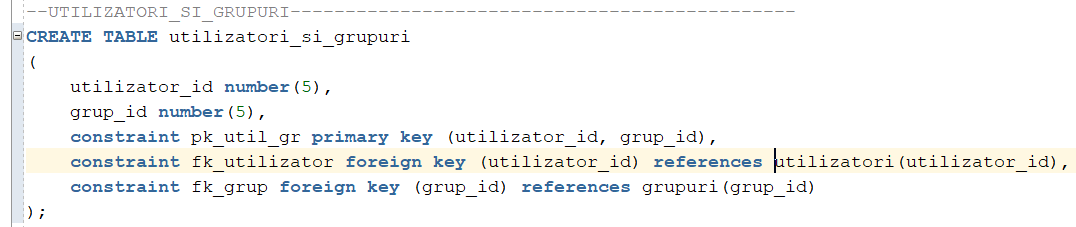 --UTILIZATORI_SI_GRUPURI----------------------------------------------
CREATE TABLE utilizatori_si_grupuri
(
    utilizator_id number(5),
    grup_id number(5),
    constraint pk_util_gr primary key (utilizator_id, grup_id),
    constraint fk_utilizator foreign key (utilizator_id) references utilizatori(utilizator_id),
    constraint fk_grup foreign key (grup_id) references grupuri(grup_id)
);